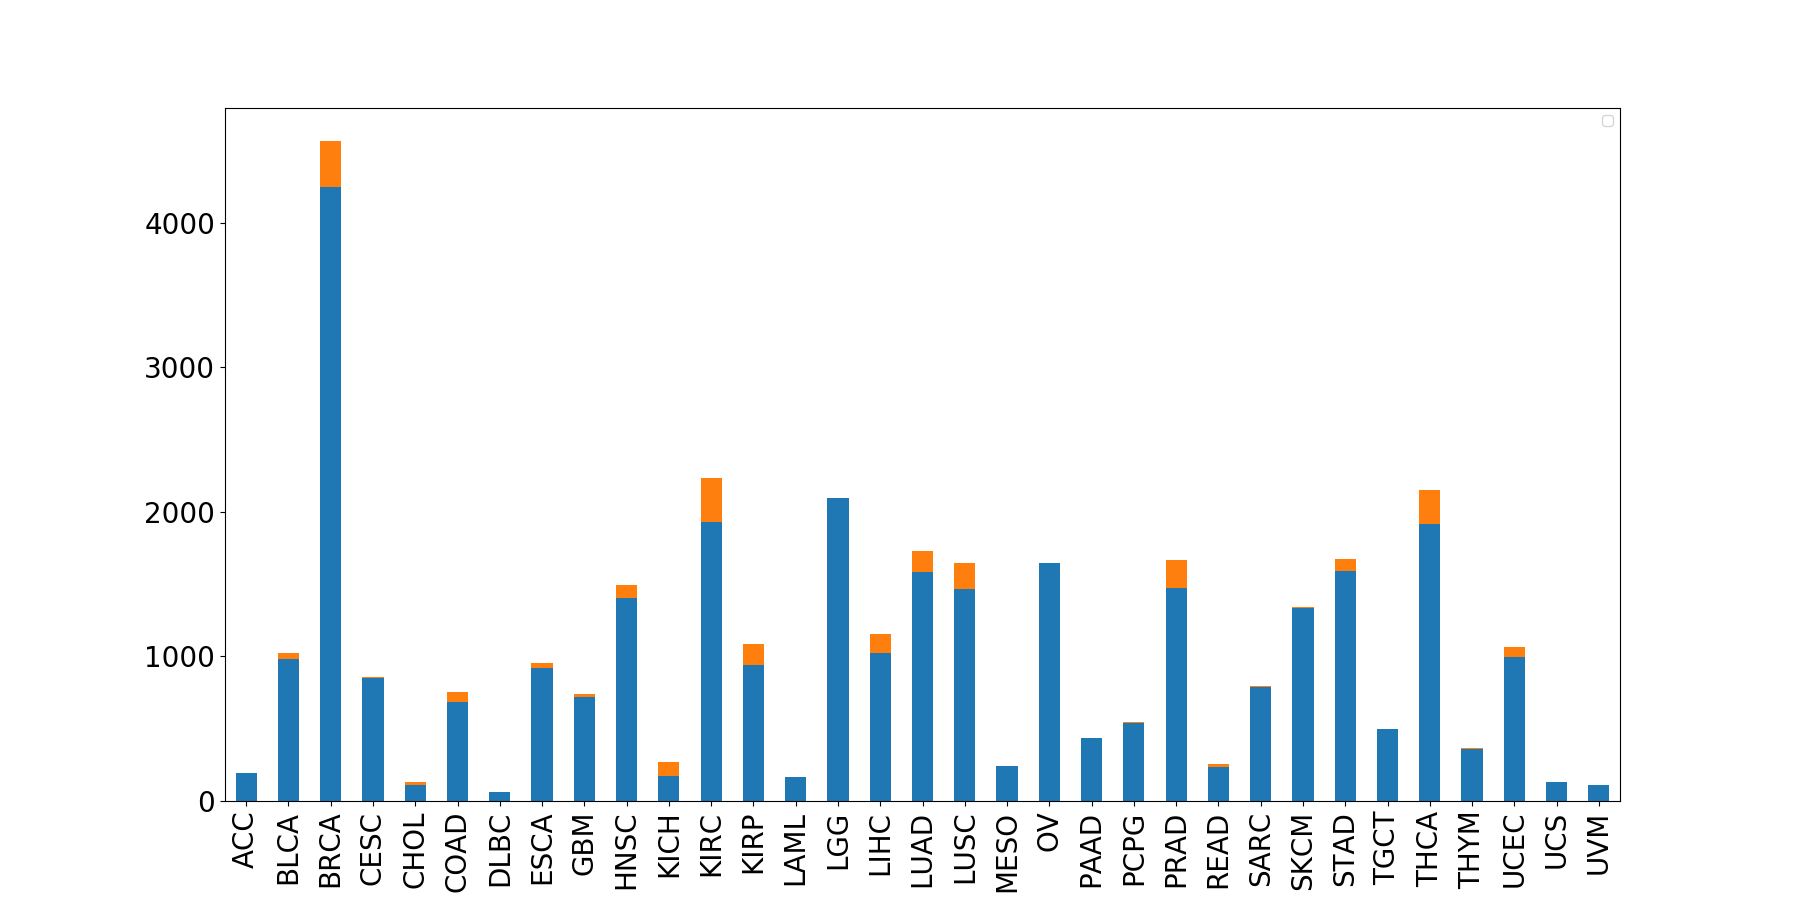 4000
3000
2000
1000
0
ACC
BLCA
BRCA
CESC
CHOL
COAD
DLBC
ESCA
GBM
HNSC
KICH
KIRC
KIRP
LAML
LGG
LIHC
LUAD
LUSC
MESO
OV
PAAD
PCPG
PRAD
READ
SARC
SKCM
STAD
TGCT
THCA
THYM
UCEC
UCS
UVM